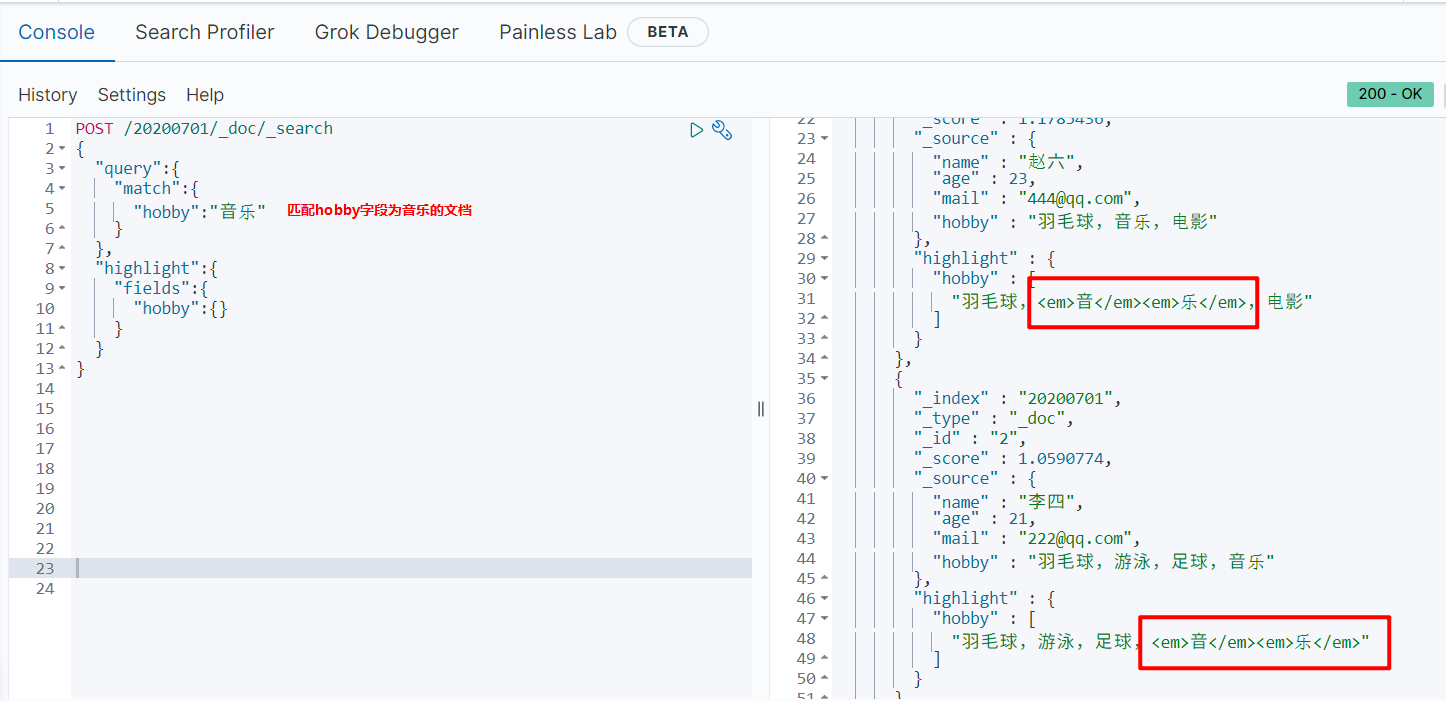 Console Search Profiler Grok Debugger Painless Lab BETA
History Settings Help
200 - OK
1 POST /20200701/_doc/_search
2 {
3 "query":{
4 "match":{
5 "hobby":"音乐" 匹配hobby字段为音乐的文档
6 }
7 },
8 "highlight":{
9 "fields":{
10 "hobby":{}
11 }
12 }
13 }
14
15
16
17
18
19
20
21
22
23
24
22 "_score" : 1.1785436,
23 "_source" : {
24 "name" : "赵六",
25 "age" : 23,
26 "mail" : "444@qq.com",
27 "hobby" : "羽毛球，音乐，电影"
28 },
29 "highlight" : {
30 "hobby" : [
31 "羽毛球，<em>音</em><em>乐</em>，电影"
32 ]
33 }
34 },
35 {
36 "_index" : "20200701",
37 "_type" : "_doc",
38 "_id" : "2",
39 "_score" : 1.0590774,
40 "_source" : {
41 "name" : "李四",
42 "age" : 21,
43 "mail" : "222@qq.com",
44 "hobby" : "羽毛球，游泳，足球，音乐"
45 },
46 "highlight" : {
47 "hobby" : [
48 "羽毛球，游泳，足球，<em>音</em><em>乐</em>"
49 ]
50 }
51 }